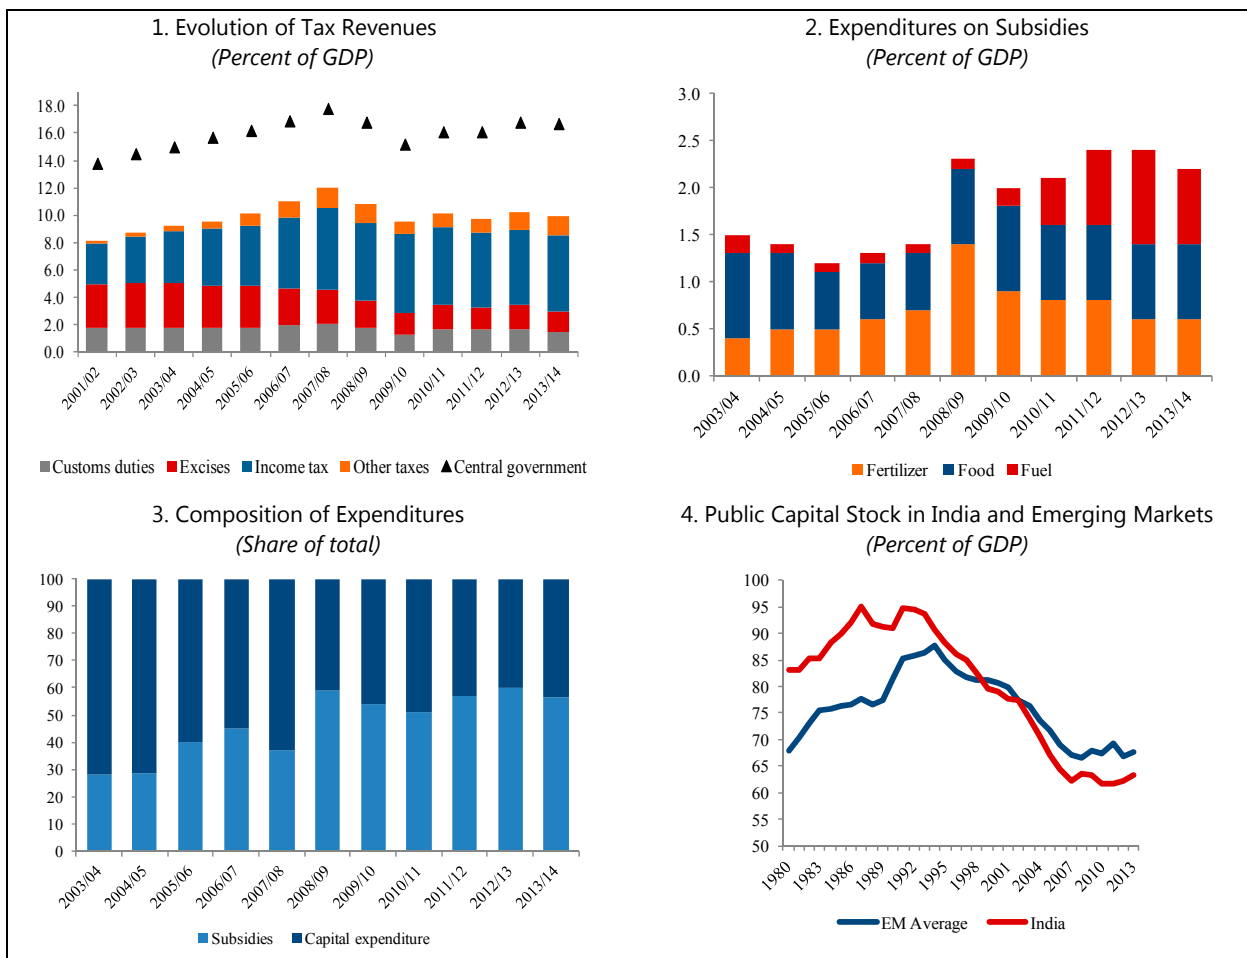 1. Evolution of Tax Revenues
(Percent of GDP)
18.0
16.0
14.0
12.0
10.0
8.0
6.0
4.0
2.0
0.0
2001/02 2002/03 2003/04 2004/05 2005/06 2006/07 2007/08 2008/09 2009/10 2010/11 2011/12 2012/13 2013/14
Customs duties Excises Income tax Other taxes Central government
2. Expenditures on Subsidies
(Percent of GDP)
3.0
2.5
2.0
1.5
1.0
0.5
0.0
2003/04 2004/05 2005/06 2006/07 2007/08 2008/09 2009/10 2010/11 2011/12 2012/13 2013/14
Fertilizer Food Fuel
3. Composition of Expenditures
(Share of total)
100
90
80
70
60
50
40
30
20
10
0
2003/04 2004/05 2005/06 2006/07 2007/08 2008/09 2009/10 2010/11 2011/12 2012/13 2013/14
Subsidies Capital expenditure
4. Public Capital Stock in India and Emerging Markets
(Percent of GDP)
100
95
90
85
80
75
70
65
60
55
50
1980 1983 1986 1989 1992 1995 1998 2001 2004 2007 2010 2013
EM Average India